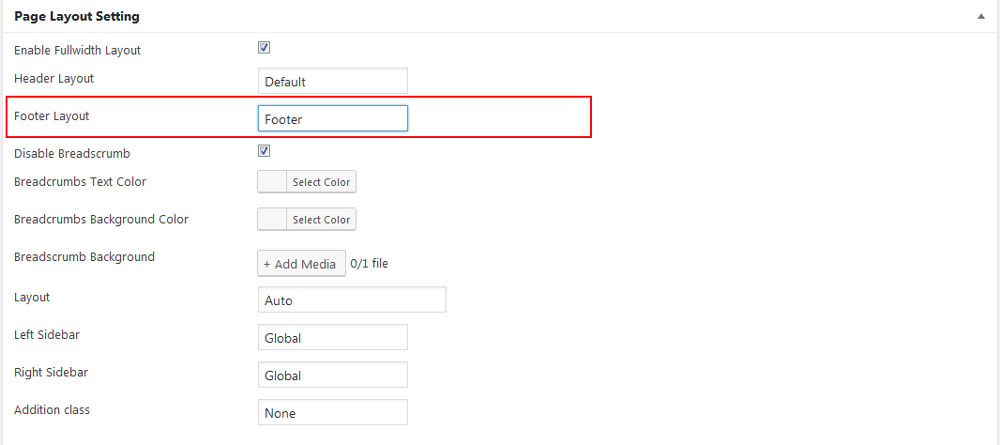 Page Layout Setting
Enable Fullwidth Layout
Header Layout Default
Footer Layout Footer
Disable Breadscrumb
Breadcrumbs Text Color Select Color
Breadcrumbs Background Color Select Color
Breadscrumb Background + Add Media 0/1 file
Layout Auto
Left Sidebar Global
Right Sidebar Global
Addition class None